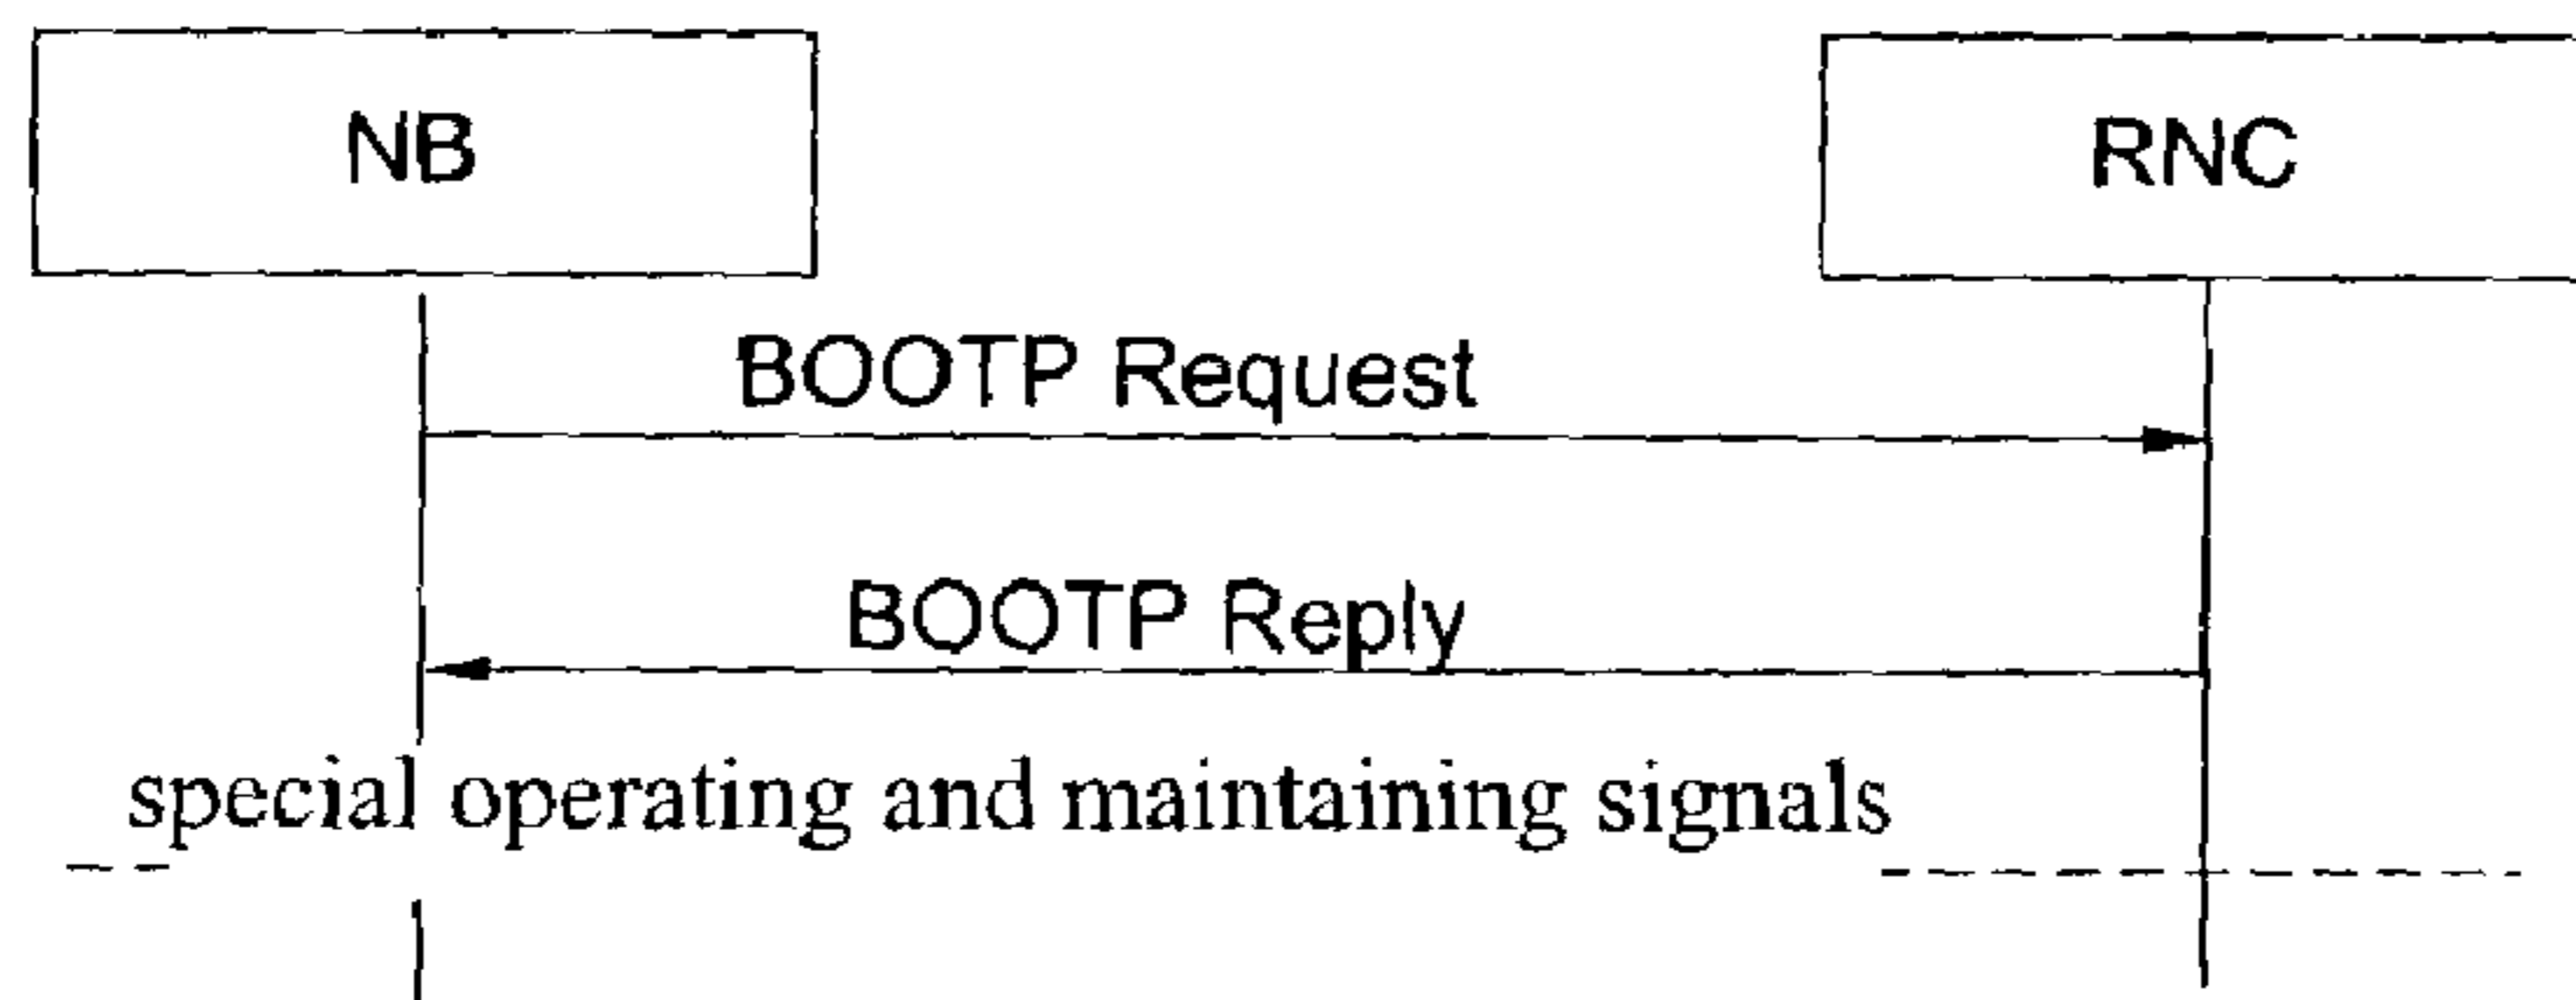 NB
RNC
BOOTP Request
BOOTP Reply
special operating and maintaining signals